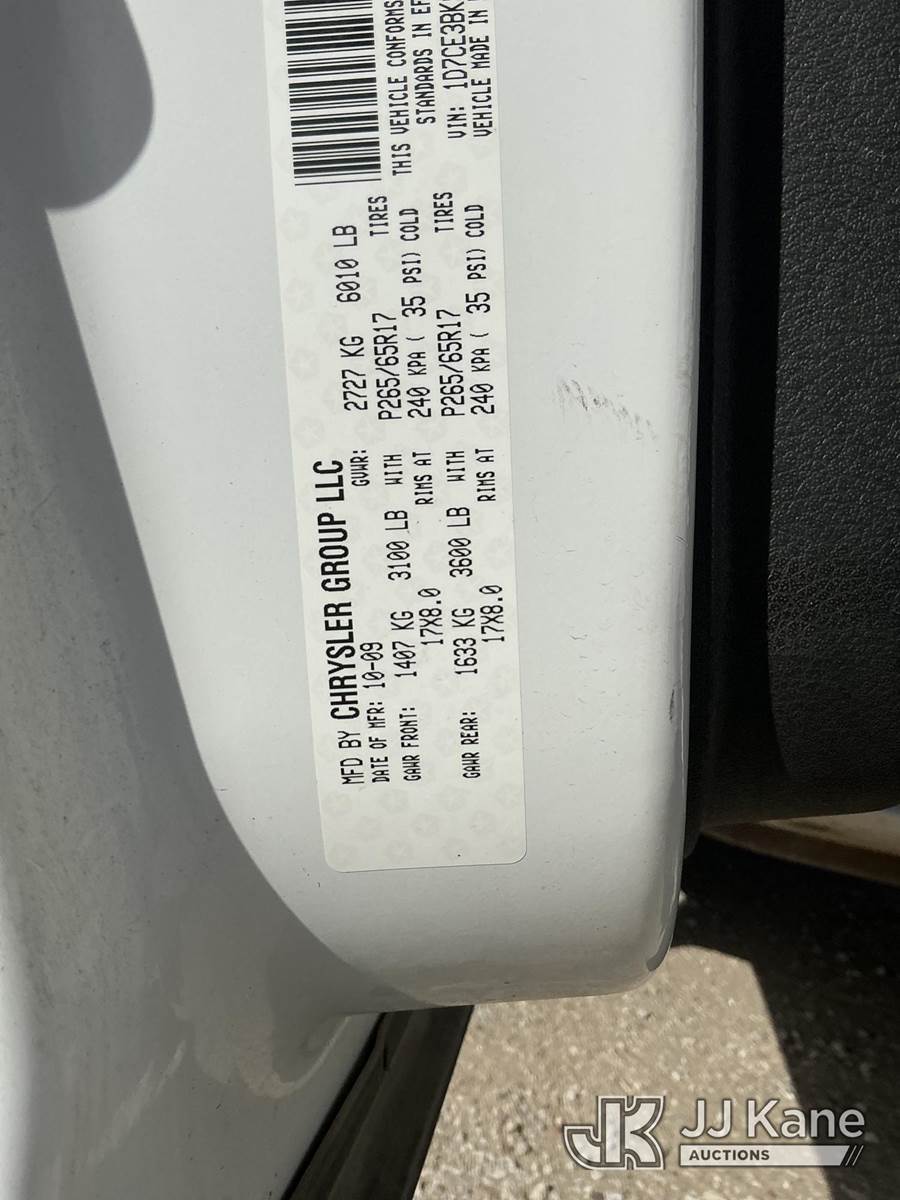 MFD BY CHRYSLER GROUP LLC
DATE OF MFR: 10-09 GVWR: 2727 KG 6010 LB
GAWR FRONT: 1407 KG 3100 LB WITH P265/65R17 TIRES
17X8.0 RIMS AT 240 KPA ( 35 PSI) COLD
GAWR REAR: 1633 KG 3600 LB WITH P265/65R17 TIRES
17X8.0 RIMS AT 240 KPA ( 35 PSI) COLD
THIS VEHICLE CONFORMS
STANDARDS IN
VIN: 1D7CE3BK
VEHICLE MADE IN
JK JJ Kane
AUCTIONS